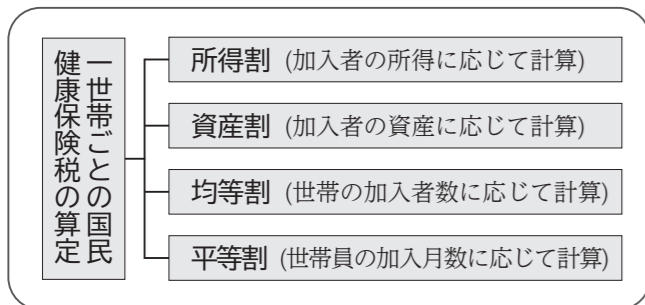 一世帯ごとの国民
健康保険税の算定
所得割 (加入者の所得に応じて計算)
資産割 (加入者の資産に応じて計算)
均等割 (世帯の加入者数に応じて計算)
平等割 (世帯員の加入月数に応じて計算)